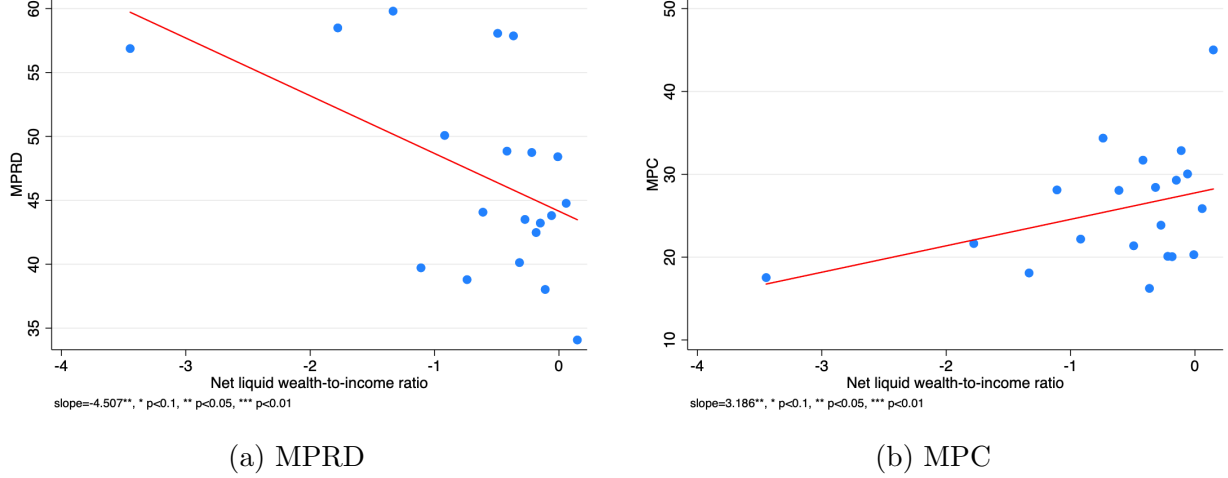 60
55
50
45
40
35
MPRD
-4 -3 -2 -1 0
Net liquid wealth-to-income ratio
slope=-4.507**, * p<0.1, ** p<0.05, *** p<0.01
(a) MPRD
50
40
30
20
10
MPC
-4 -3 -2 -1 0
Net liquid wealth-to-income ratio
slope=3.186**, * p<0.1, ** p<0.05, *** p<0.01
(b) MPC